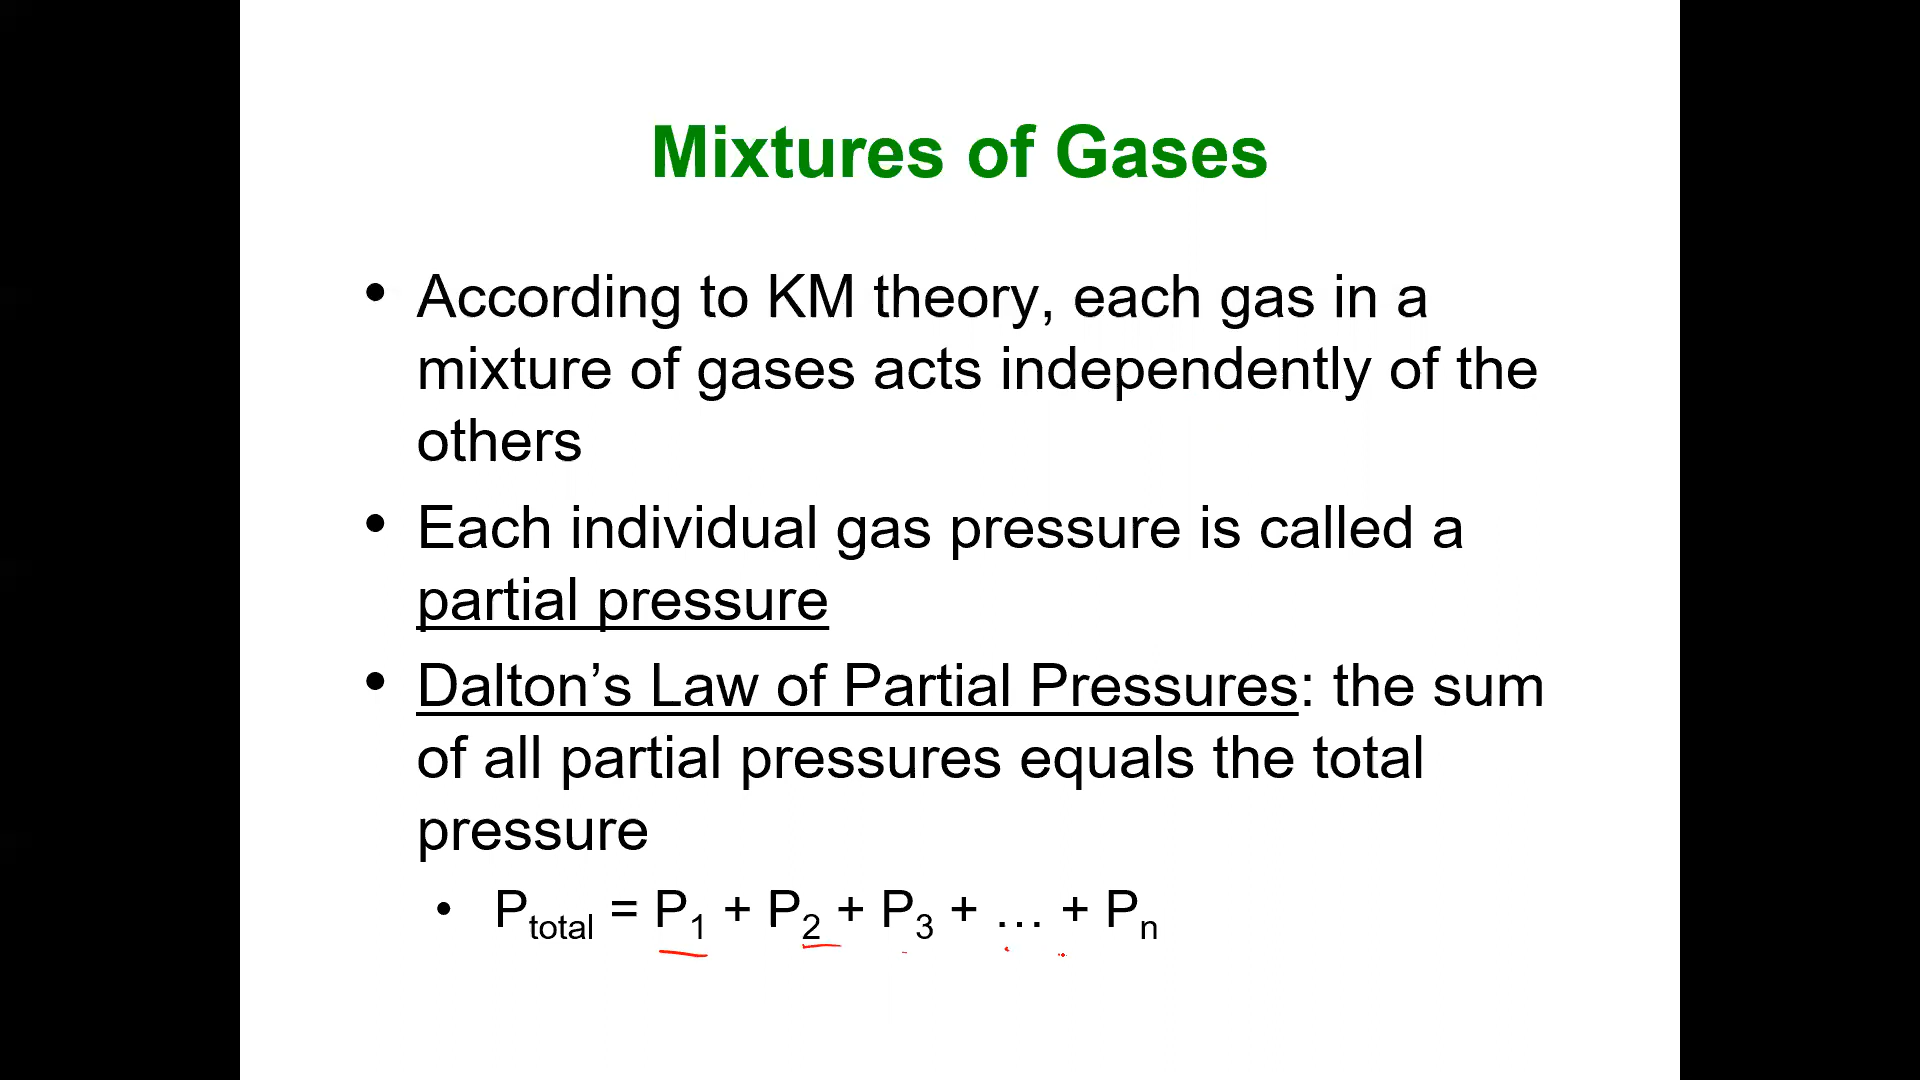 Mixtures of Gases
• According to KM theory, each gas in a
mixture of gases acts independently of the
others
• Each individual gas pressure is called a
partial pressure
• Dalton’s Law of Partial Pressures: the sum
of all partial pressures equals the total
pressure
• Ptotal = P1 + P2 + P3 + … + Pn